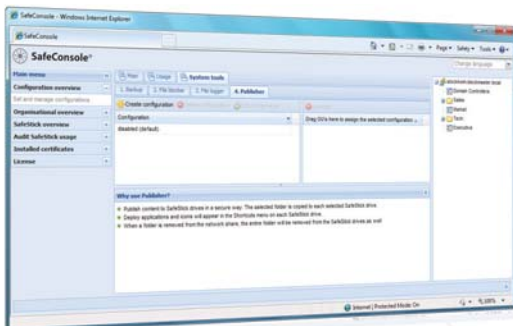 SafeConsole - Windows Internet Explorer
SafeConsole
Page
Safety
Tools
SafeConsole
Change language
Main menu
Main
Usage
System tools
Configuration overview
Set and manage configurations
Organisational overview
SafeStick overview
Audit SafeStick usage
Installed certificates
License
1. Backup
2. File blocker
3. File logger
4. Publisher
Create configuration
Configuration
disabled (default)
Drag OU's here to assign the selected configuration
Domain Controllers
Sales
Tech
Executive
Why use Publisher?
Publish content to SafeStick drives in a secure way. The selected folder is copied to each selected SafeStick drive.
Deploy applications and icons will appear in the Shortcuts menu on each SafeStick drive.
When a folder is removed from the network share, the entire folder will be removed from the SafeStick drives as well
Internet | Protected Mode: On
100%